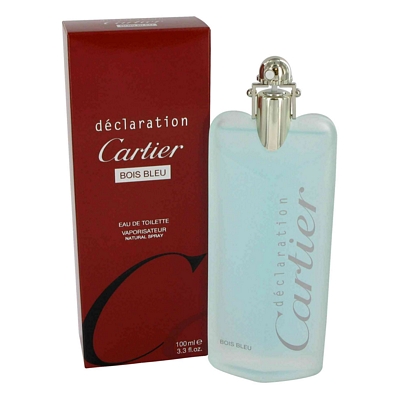 déclaration
Cartier
BOIS BLEU
EAU DE TOILETTE
VAPORISATEUR
NATURAL SPRAY
100 ml e
3.3 fl.oz.
déclaration
Cartier
BOIS BLEU